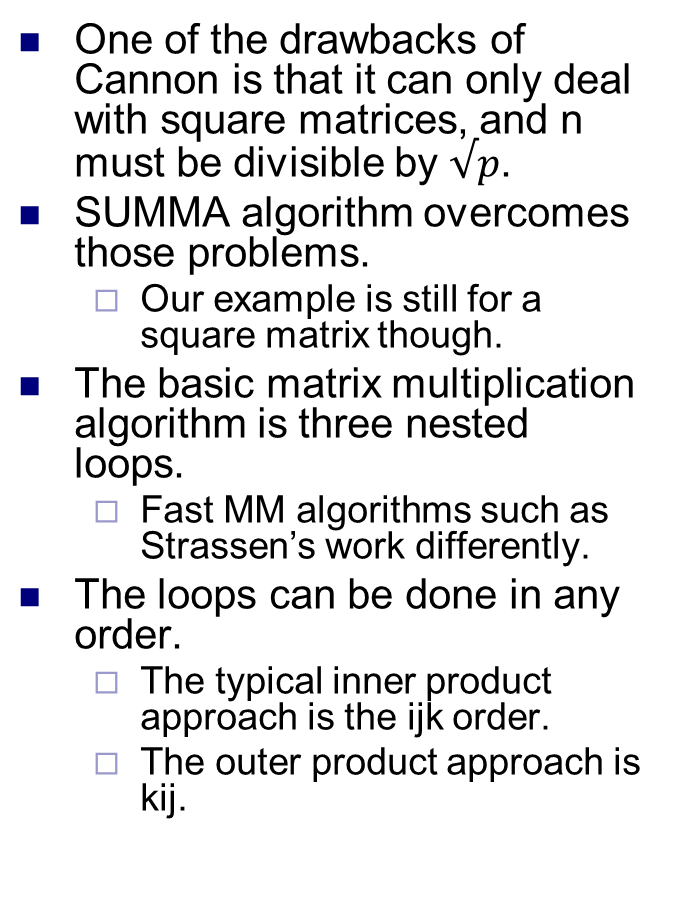 One of the drawbacks of
Cannon is that it can only deal
with square matrices, and n
must be divisible by √p.
SUMMA algorithm overcomes
those problems.
Our example is still for a
square matrix though.
The basic matrix multiplication
algorithm is three nested
loops.
Fast MM algorithms such as
Strassen’s work differently.
The loops can be done in any
order.
The typical inner product
approach is the ijk order.
The outer product approach is
kij.